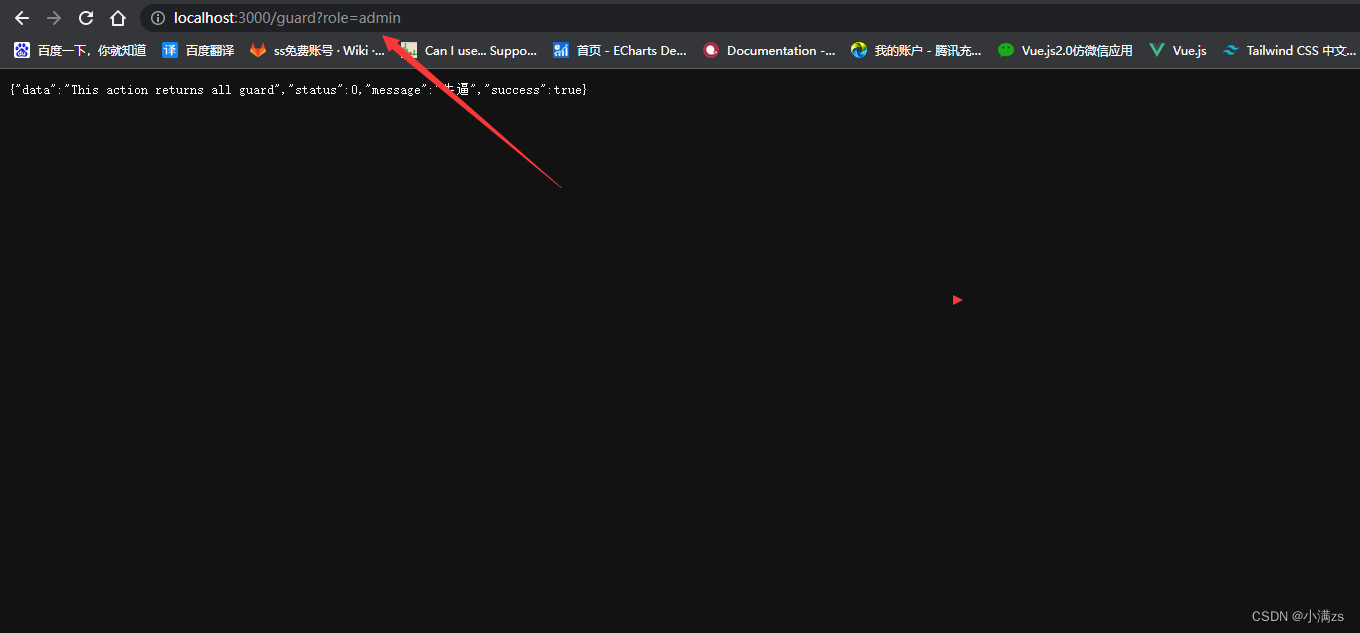 localhost:3000/guard?role=admin
百度一下，你就知道 译 百度翻译 ss免费账号 · Wiki ·... Can I use... Suppo... 首页 - ECharts De... Documentation -... 我的账户 - 腾讯充... Vue.js2.0仿微信应用 Vue.js Tailwind CSS 中文...
{"data":"This action returns all guard","status":0,"message":"逼","success":true}
CSDN @小满zs